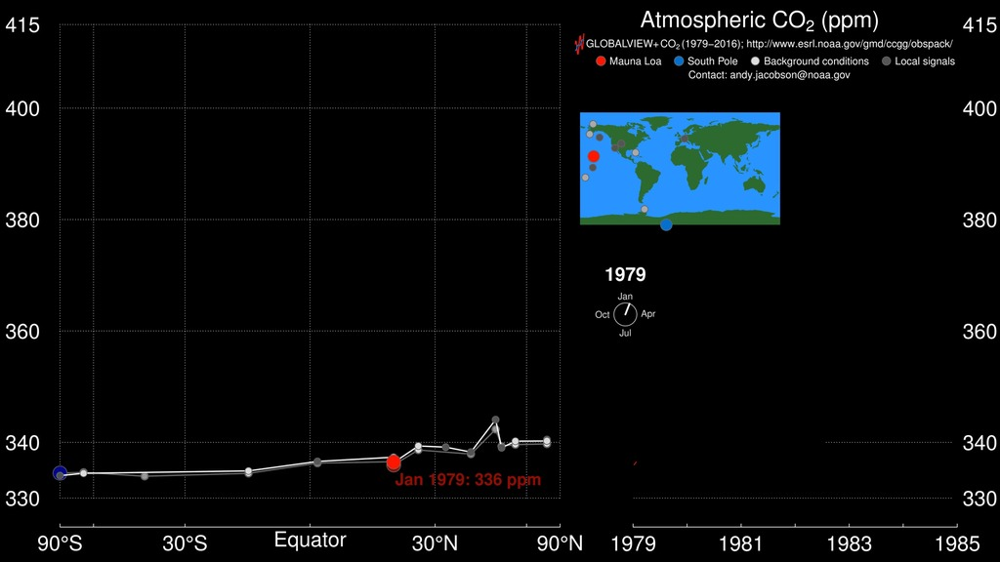 Atmospheric CO₂ (ppm)
GLOBALVIEW+ CO₂ (1979−2016); http://www.esrl.noaa.gov/gmd/ccgg/obspack/
Mauna Loa South Pole Background conditions Local signals
Contact: andy.jacobson@noaa.gov
415 415
400 400
380 380
1979
Jan
Oct Apr
Jul
360 360
340 340
Jan 1979: 336 ppm
330 330
90°S 30°S Equator 30°N 90°N 1979 1981 1983 1985